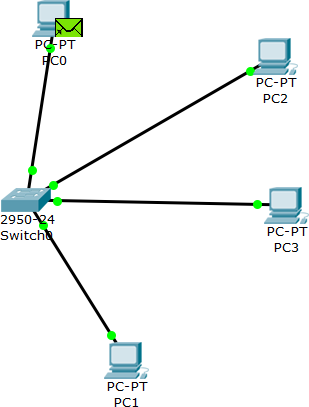 PC-PT
PC0
PC-PT
PC2
2950-24
Switch0
PC-PT
PC3
PC-PT
PC1